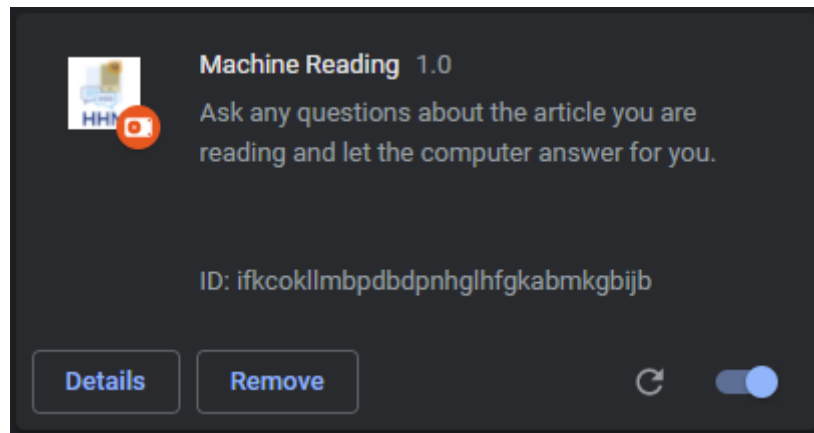 Machine Reading 1.0
Ask any questions about the article you are
reading and let the computer answer for you.
HHN
ID: ifkcokllmbpdbdpnhglhfgkabmkgbijb
Details Remove